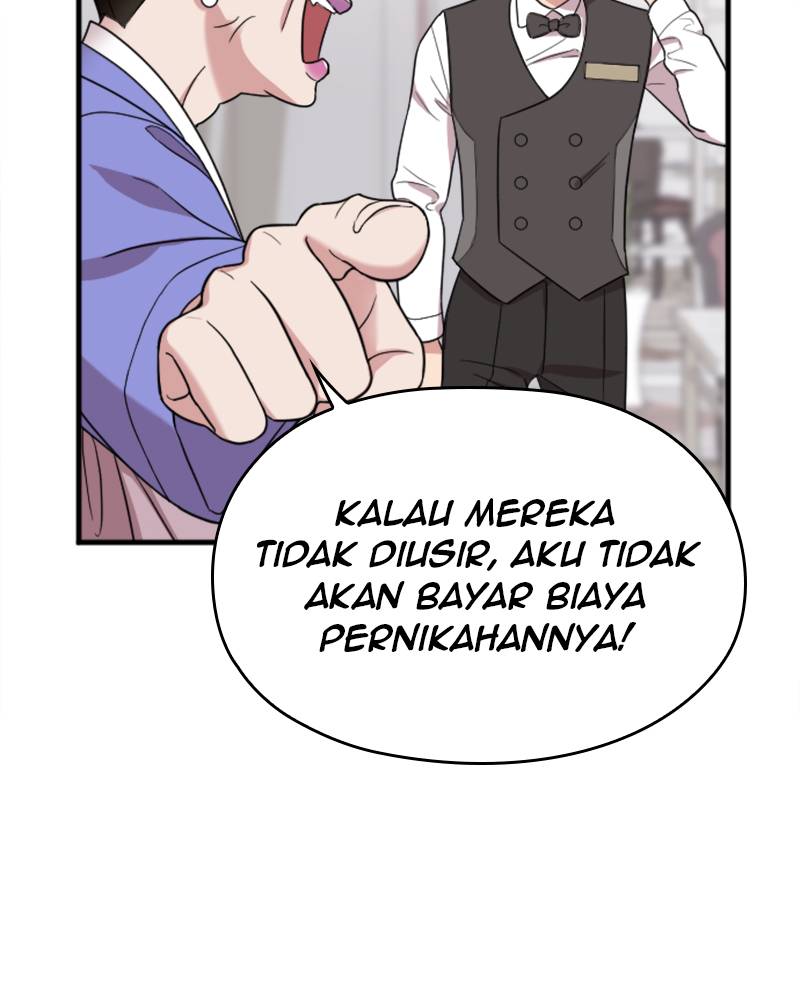 KALAU MEREKA
TIDAK DIUSIR, AKU TIDAK
AKAN BAYAR BIAYA
PERNIKAHANNYA!